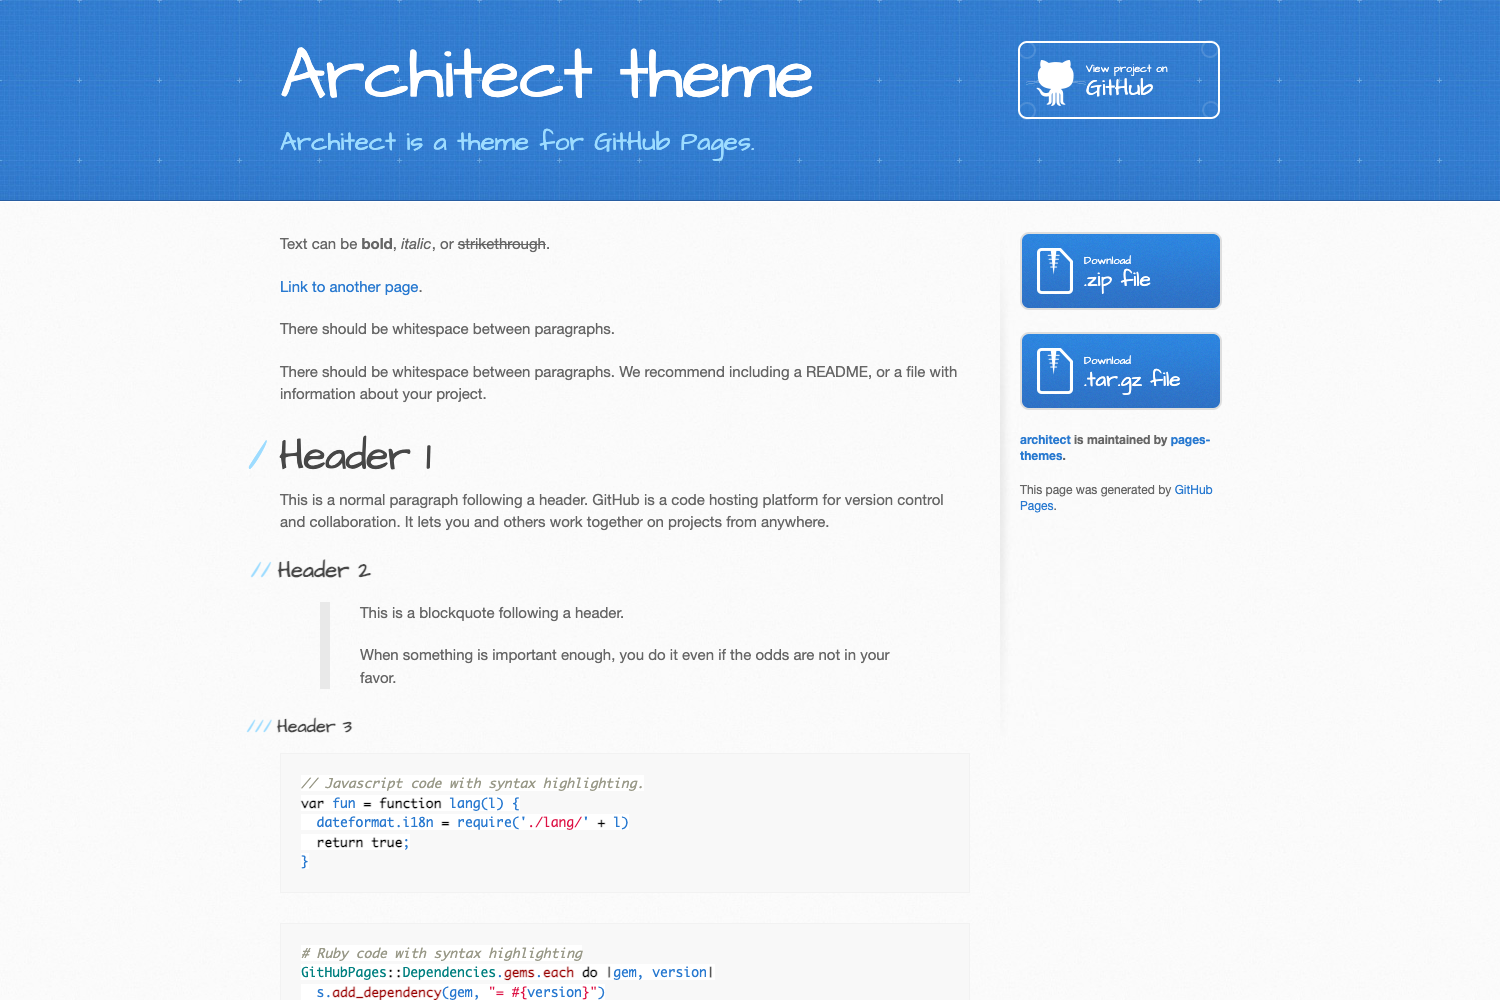 Architect theme
Architect is a theme for GitHub Pages.
View project on
GitHub
Text can be bold, italic, or strikethrough.
Link to another page.
There should be whitespace between paragraphs.
There should be whitespace between paragraphs. We recommend including a README, or a file with
information about your project.
/ Header 1
This is a normal paragraph following a header. GitHub is a code hosting platform for version control
and collaboration. It lets you and others work together on projects from anywhere.
// Header 2
This is a blockquote following a header.
When something is important enough, you do it even if the odds are not in your
favor.
/// Header 3
// Javascript code with syntax highlighting.
var fun = function lang(l) {
  dateformat.i18n = require('./lang/' + l)
  return true;
}
# Ruby code with syntax highlighting
GitHubPages::Dependencies.gems.each do |gem, version|
  s.add_dependency(gem, "= #{version}")
Download
.zip file
Download
.tar.gz file
architect is maintained by pages-
themes.
This page was generated by GitHub
Pages.